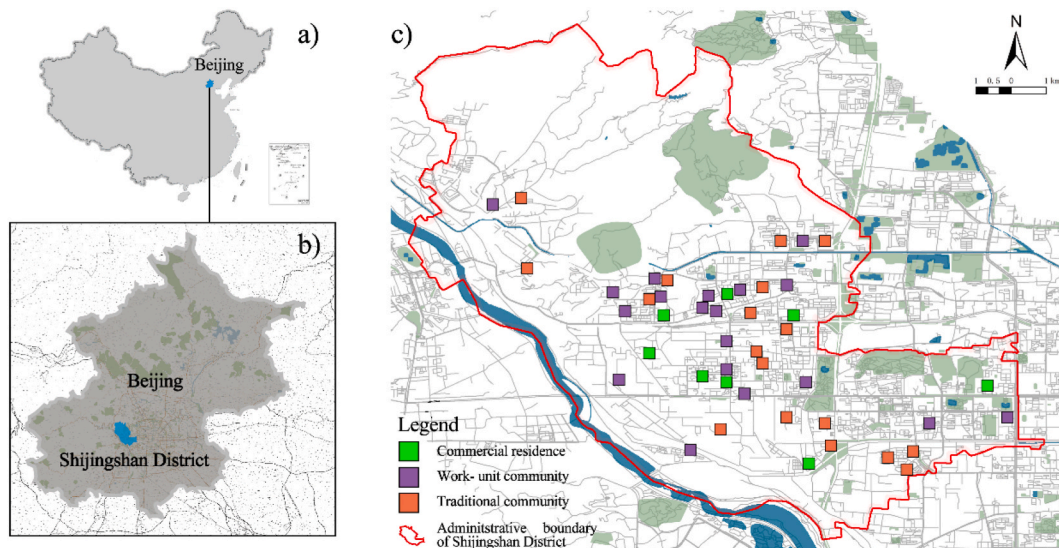 a)
Beijing
b)
Beijing
Shijingshan District
c)
N
1 0.5 0 1 km
Legend
Commercial residence
Work- unit community
Traditional community
Adminitstrative boundary
of Shijingshan District